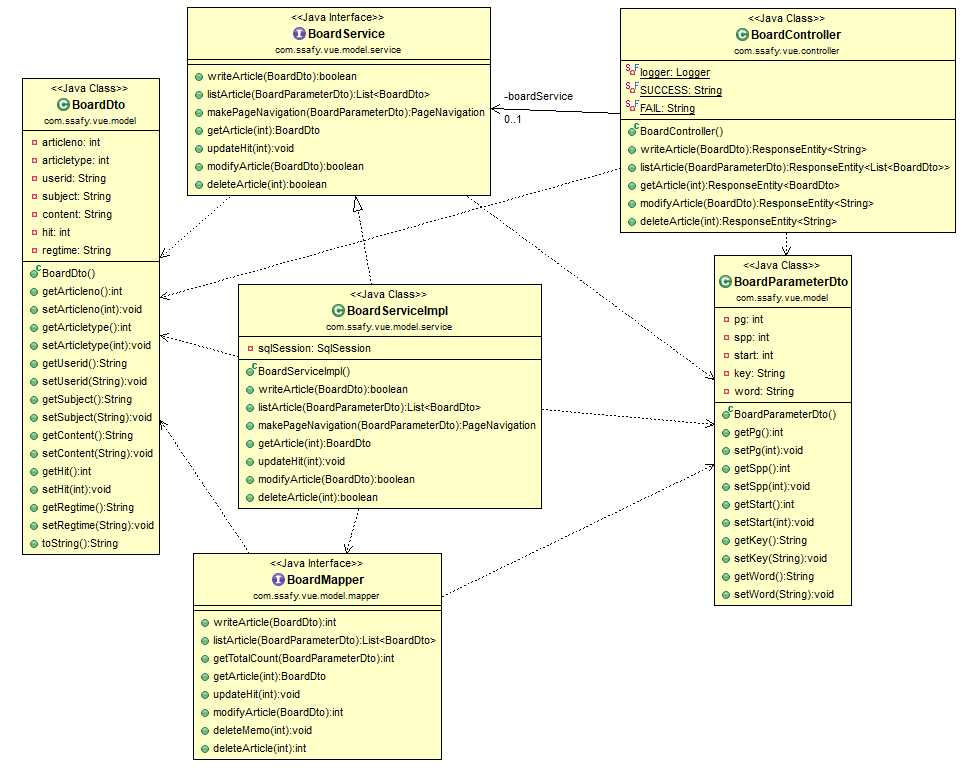 <<Java Interface>>
BoardService
com.ssafy.vue.model.service
writeArticle(BoardDto):boolean
listArticle(BoardParameterDto):List<BoardDto>
makePageNavigation(BoardParameterDto):PageNavigation
getArticle(int):BoardDto
updateHit(int):void
modifyArticle(BoardDto):boolean
deleteArticle(int):boolean
-boardService
0..1
<<Java Class>>
BoardController
com.ssafy.vue.controller
logger: Logger
SUCCESS: String
FAIL: String
BoardController()
writeArticle(BoardDto):ResponseEntity<String>
listArticle(BoardParameterDto):ResponseEntity<List<BoardDto>>
getArticle(int):ResponseEntity<BoardDto>
modifyArticle(BoardDto):ResponseEntity<String>
deleteArticle(int):ResponseEntity<String>
<<Java Class>>
BoardDto
com.ssafy.vue.model
articleno: int
articletype: int
userid: String
subject: String
content: String
hit: int
regtime: String
BoardDto()
getArticleno():int
setArticleno(int):void
getArticletype():int
setArticletype(int):void
getUserid():String
setUserid(String):void
getSubject():String
setSubject(String):void
getContent():String
setContent(String):void
getHit():int
setHit(int):void
getRegtime():String
setRegtime(String):void
toString():String
<<Java Class>>
BoardServiceImpl
com.ssafy.vue.model.service
sqlSession: SqlSession
BoardServiceImpl()
writeArticle(BoardDto):boolean
listArticle(BoardParameterDto):List<BoardDto>
makePageNavigation(BoardParameterDto):PageNavigation
getArticle(int):BoardDto
updateHit(int):void
modifyArticle(BoardDto):boolean
deleteArticle(int):boolean
<<Java Class>>
BoardParameterDto
com.ssafy.vue.model
pg: int
spp: int
start: int
key: String
word: String
BoardParameterDto()
getPg():int
setPg(int):void
getSpp():int
setSpp(int):void
getStart():int
setStart(int):void
getKey():String
setKey(String):void
getWord():String
setWord(String):void
<<Java Interface>>
BoardMapper
com.ssafy.vue.model.mapper
writeArticle(BoardDto):int
listArticle(BoardParameterDto):List<BoardDto>
getTotalCount(BoardParameterDto):int
getArticle(int):BoardDto
updateHit(int):void
modifyArticle(BoardDto):int
deleteMemo(int):void
deleteArticle(int):int